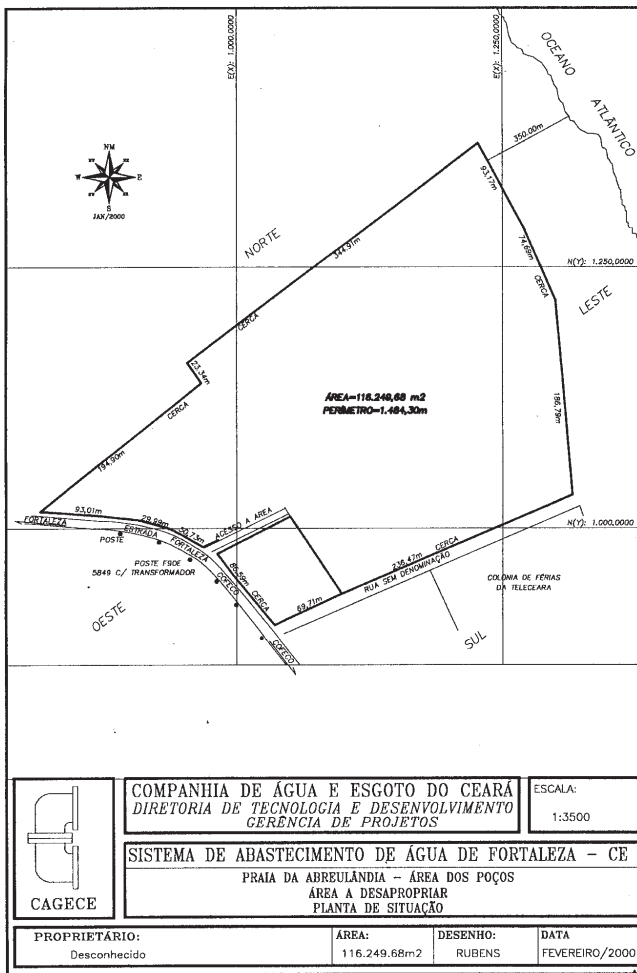 E(X): 1.000,0000
E(X): 1.250,0000
OCEANO
ATLÂNTICO
350.00m
NM
W
E
S
JAN/2000
93,17m
NORTE
344,91m
74,69m
N(Y): 1.250,0000
CERCA
LESTE
CERCA
23,34m
CERCA
186,79m
ÁREA=116.249,68 m2
PERÍMETRO=1.484,30m
194,90m
93,01m
29,99m
50,73m
ACESSO A AREA
FORTALEZA
ESTRADA
FORTALEZA
COFECO
COFECO
POSTE
N(Y): 1.000,0000
POSTE F90E
5849 C/ TRANSFORMADOR
86,59m
CERCA
236,47m
CERCA
RUA SEM DENOMINAÇÃO
COLÔNIA DE FÉRIAS
DA TELECEARA
69,71m
OESTE
SUL
COMPANHIA DE ÁGUA E ESGOTO DO CEARÁ
DIRETORIA DE TECNOLOGIA E DESENVOLVIMENTO
GERÊNCIA DE PROJETOS
ESCALA:
1:3500
CAGECE
SISTEMA DE ABASTECIMENTO DE ÁGUA DE FORTALEZA - CE
PRAIA DA ABREULÂNDIA - ÁREA DOS POÇOS
ÁREA A DESAPROPRIAR
PLANTA DE SITUAÇÃO
PROPRIETÁRIO:
Desconhecido
ÁREA:
116.249.68m2
DESENHO:
RUBENS
DATA
FEVEREIRO/2000